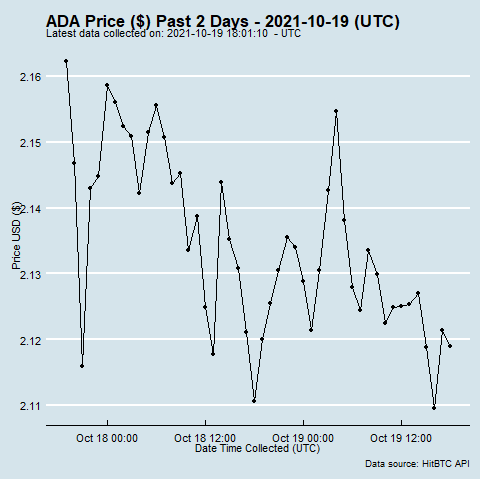 ADA Price ($) Past 2 Days - 2021-10-19 (UTC)
Latest data collected on: 2021-10-19 18:01:10 - UTC
2.16
2.15
2.14
2.13
2.12
2.11
Price USD ($)
Oct 18 00:00 Oct 18 12:00 Oct 19 00:00 Oct 19 12:00
Date Time Collected (UTC)
Data source: HitBTC API